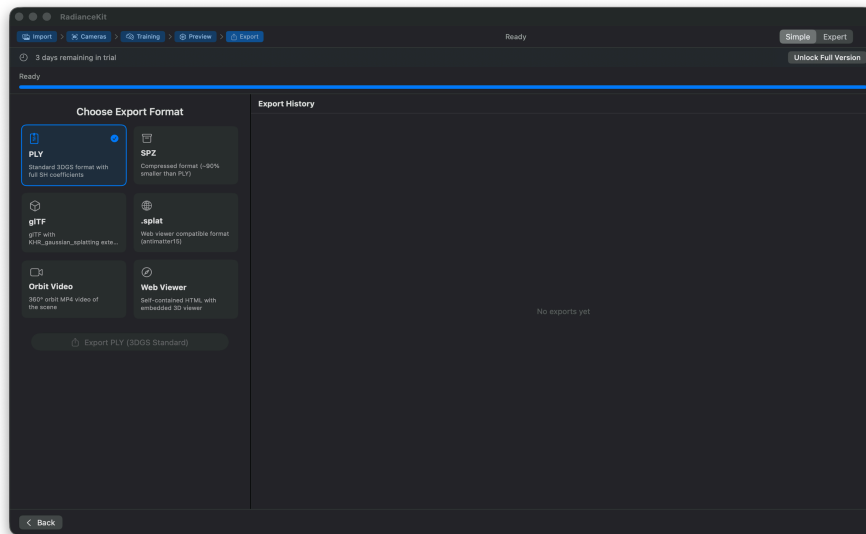 RadianceKit
Import > Cameras > Training > Preview > Export
Ready
Simple Expert
3 days remaining in trial
Unlock Full Version
Ready
Choose Export Format
PLY
Standard 3DGS format with
full SH coefficients
SPZ
Compressed format (~90%
smaller than PLY)
glTF
glTF with
KHR_gaussian_splatting exte...
.splat
Web viewer compatible format
(antimatter15)
Orbit Video
360° orbit MP4 video of
the scene
Web Viewer
Self-contained HTML with
embedded 3D viewer
Export PLY (3DGS Standard)
Export History
No exports yet
< Back